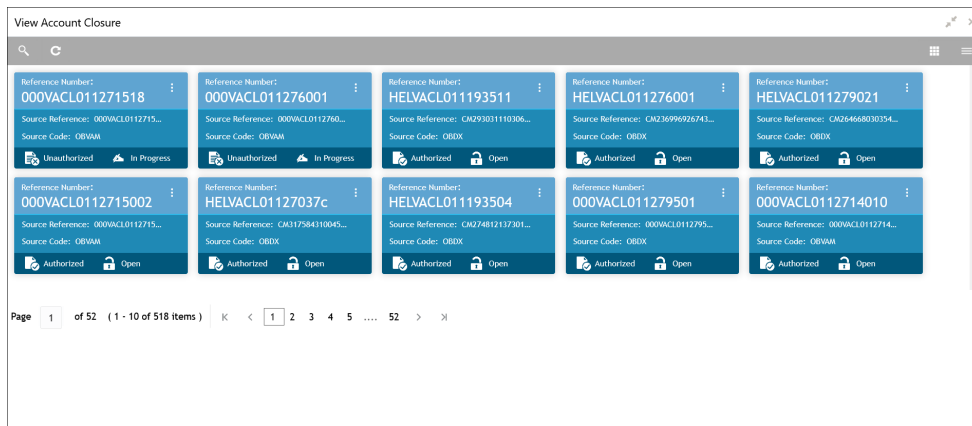 View Account Closure
Reference Number:
000VACL011271518
Source Reference: 000VACL0112715...
Source Code: OBVAM
Unauthorized In Progress
Reference Number:
000VACL011276001
Source Reference: 000VACL0112760...
Source Code: OBVAM
Unauthorized In Progress
Reference Number:
HELVACL011193511
Source Reference: CM293031110306...
Source Code: OBDX
Authorized Open
Reference Number:
HELVACL011276001
Source Reference: CM236996926743...
Source Code: OBDX
Authorized Open
Reference Number:
HELVACL011279021
Source Reference: CM264668030354...
Source Code: OBDX
Authorized Open
Reference Number:
000VACL0112715002
Source Reference: 000VACL0112715...
Source Code: OBVAM
Authorized Open
Reference Number:
HELVACL01127037c
Source Reference: CM317584310045...
Source Code: OBDX
Authorized Open
Reference Number:
HELVACL011193504
Source Reference: CM274812137301...
Source Code: OBDX
Authorized Open
Reference Number:
000VACL011279501
Source Reference: 000VACL0112795...
Source Code: OBDX
Authorized Open
Reference Number:
000VACL0112714010
Source Reference: 000VACL0112714...
Source Code: OBVAM
Authorized Open
Page 1 of 52 ( 1 - 10 of 518 items ) 1 2 3 4 5 .... 52